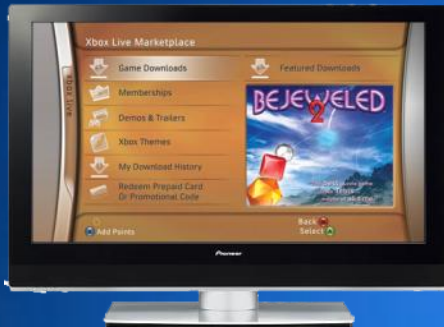 Xbox Live Marketplace
xbox live
Game Downloads
Memberships
Demos & Trailers
Xbox Themes
My Download History
Redeem Prepaid Card
Or Promotional Code
Featured Downloads
BEJEWELED
2
Add Points
Back
Select
Pioneer